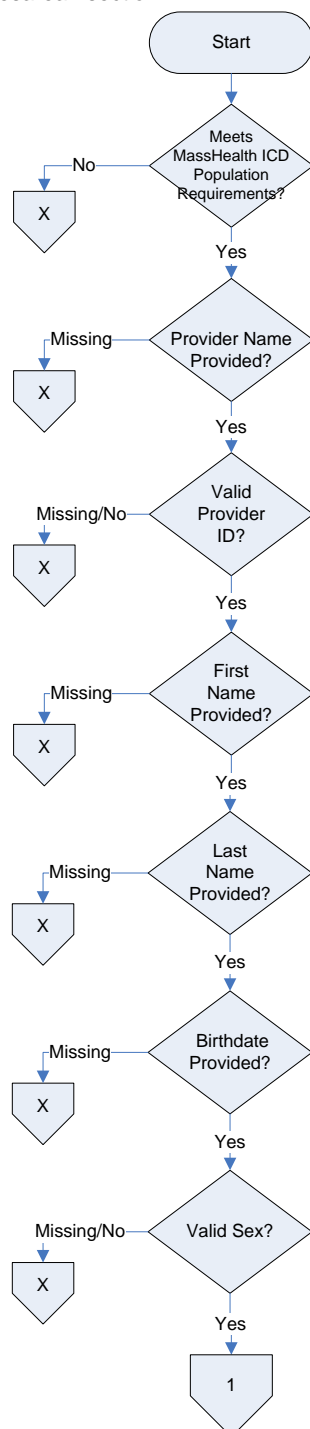 Start
Meets
MassHealth ICD
Population
Requirements?
No
X
Yes
Provider Name
Provided?
Missing
X
Yes
Valid
Provider
ID?
Missing/No
X
Yes
First
Name
Provided?
Missing
X
Yes
Last
Name
Provided?
Missing
X
Yes
Birthdate
Provided?
Missing
X
Yes
Valid Sex?
Missing/No
X
Yes
1